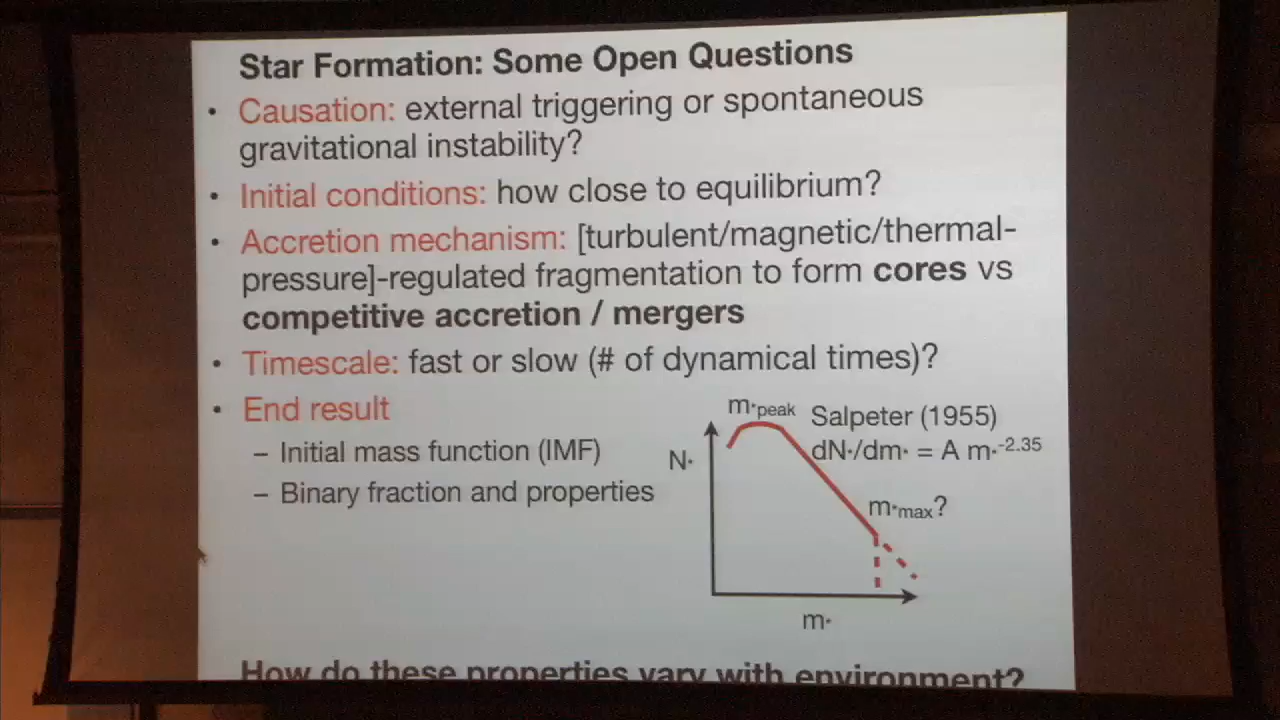 Star Formation: Some Open Questions
• Causation: external triggering or spontaneous
gravitational instability?
• Initial conditions: how close to equilibrium?
• Accretion mechanism: [turbulent/magnetic/thermal-
pressure]-regulated fragmentation to form cores vs
competitive accretion / mergers
• Timescale: fast or slow (# of dynamical times)?
• End result
– Initial mass function (IMF)
– Binary fraction and properties
m*peak
Salpeter (1955)
dN*/dm* = A m*-2.35
N*
m*max?
m*
How do these properties vary with environment?